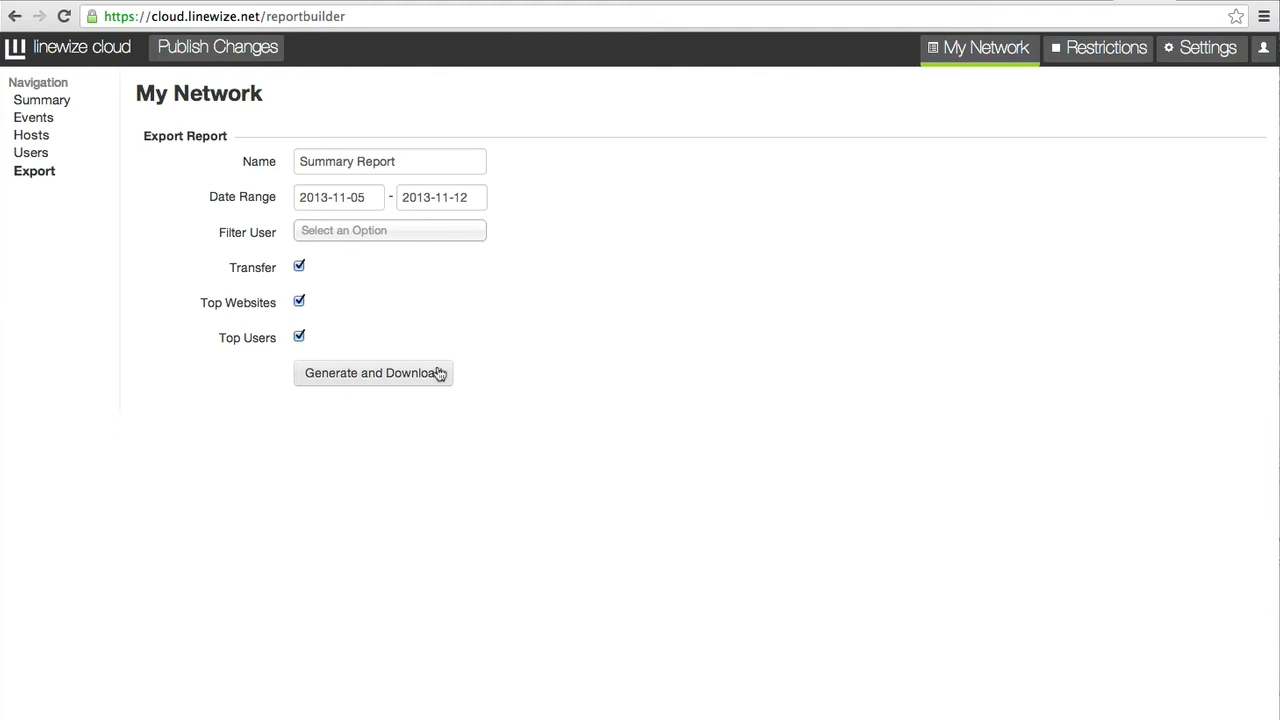 https://cloud.linewize.net/reportbuilder
linewize cloud
Publish Changes
My Network
Restrictions
Settings
Navigation
Summary
Events
Hosts
Users
Export
My Network
Export Report
Name
Summary Report
Date Range
2013-11-05 - 2013-11-12
Filter User
Select an Option
Transfer
Top Websites
Top Users
Generate and Download